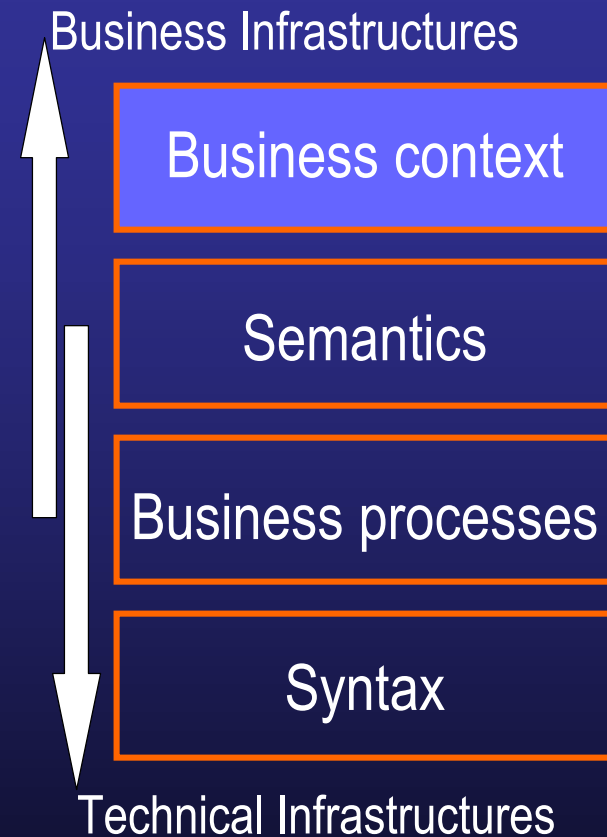 Business Infrastructures
Business context
Semantics
Business processes
Syntax
Technical Infrastructures